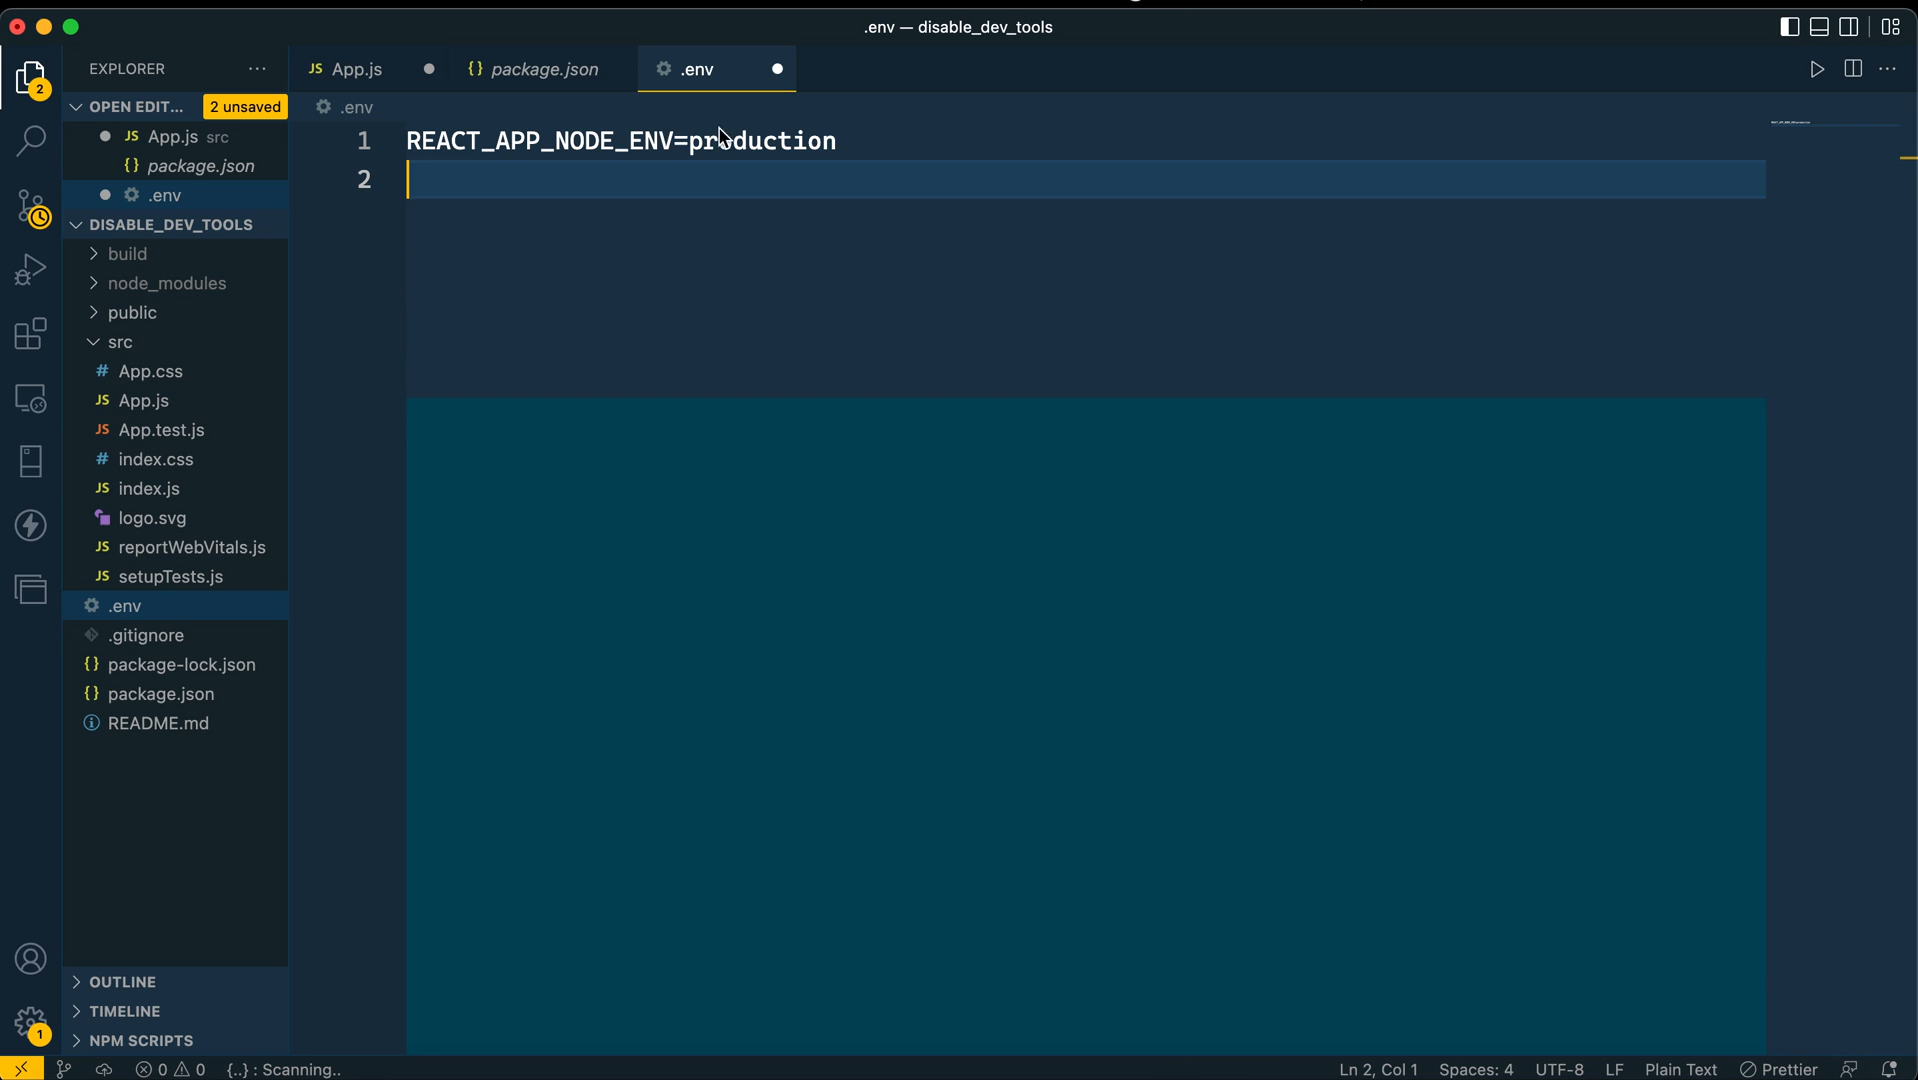 .env — disable_dev_tools
EXPLORER
2
OPEN EDIT... 2 unsaved
JS App.js src
{} package.json
.env
DISABLE_DEV_TOOLS
build
node_modules
public
src
# App.css
JS App.js
JS App.test.js
# index.css
JS index.js
logo.svg
JS reportWebVitals.js
JS setupTests.js
.env
.gitignore
{} package-lock.json
{} package.json
README.md
OUTLINE
TIMELINE
NPM SCRIPTS
1
JS App.js {} package.json .env
.env
1 REACT_APP_NODE_ENV=production
2
0 0 {..} : Scanning.. Ln 2, Col 1 Spaces: 4 UTF-8 LF Plain Text Prettier